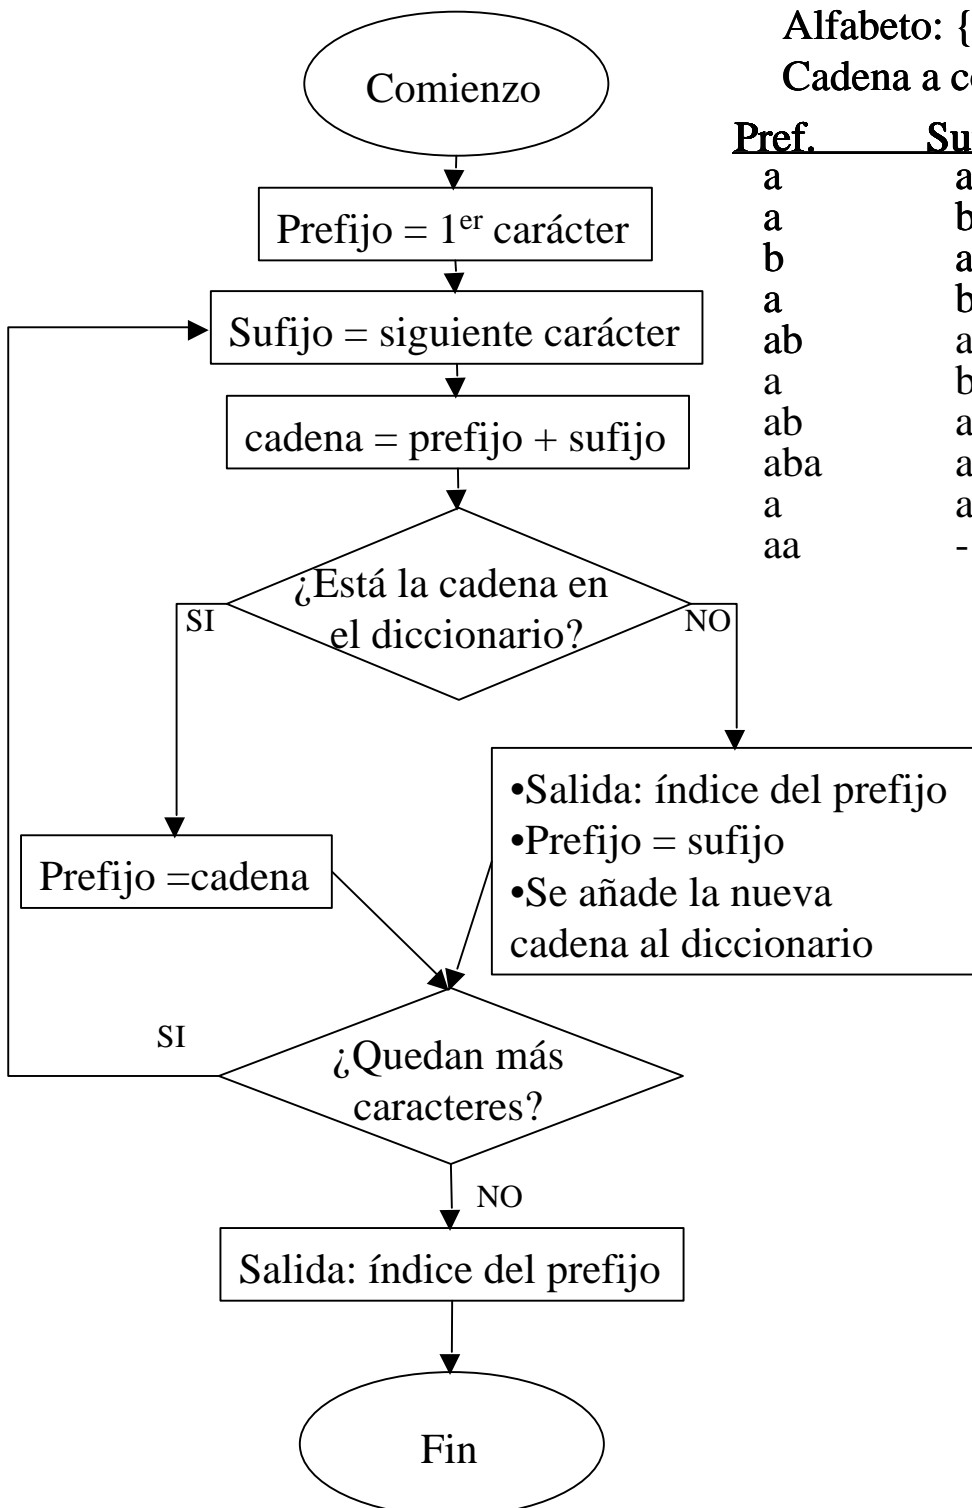 Comienzo
Prefijo = 1er carácter
Sufijo = siguiente carácter
cadena = prefijo + sufijo
¿Está la cadena en
el diccionario?
SI
NO
Prefijo =cadena
•Salida: índice del prefijo
•Prefijo = sufijo
•Se añade la nueva
cadena al diccionario
SI
¿Quedan más
caracteres?
NO
Salida: índice del prefijo
Fin
Alfabeto: {
Cadena a
Pref.
a a
a b
b a
a b
ab a
a b
ab a
aba a
a a
aa -